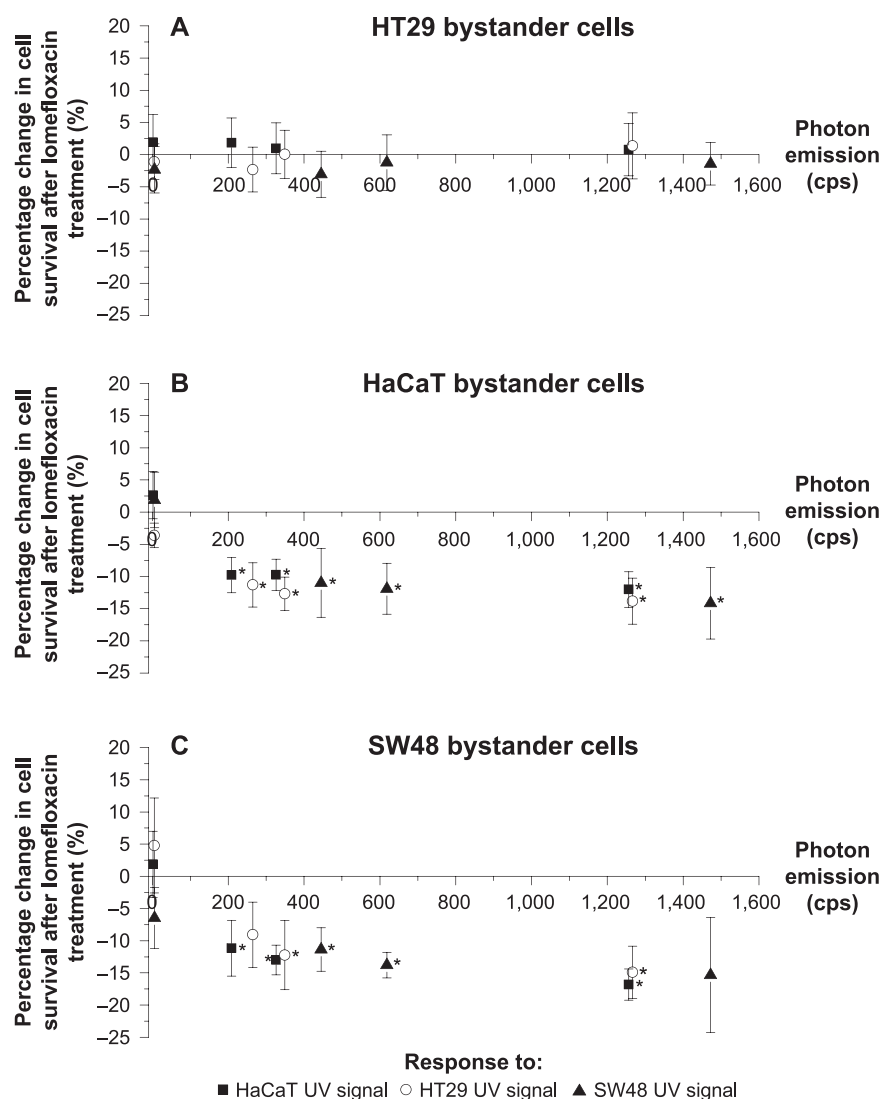 A HT29 bystander cells
Percentage change in cell
survival after lomefloxacin
treatment (%)
20
15
10
5
0
−5
−10
−15
−20
−25
0 200 400 600 800 1,000 1,200 1,400 1,600
Photon
emission
(cps)
B HaCaT bystander cells
Percentage change in cell
survival after lomefloxacin
treatment (%)
20
15
10
5
0
−5
−10
−15
−20
−25
0 200 400 600 800 1,000 1,200 1,400 1,600
Photon
emission
(cps)
* * * * * * * * *
C SW48 bystander cells
Percentage change in cell
survival after lomefloxacin
treatment (%)
20
15
10
5
0
−5
−10
−15
−20
−25
0 200 400 600 800 1,000 1,200 1,400 1,600
Photon
emission
(cps)
* * * * * * *
Response to:
HaCaT UV signal HT29 UV signal SW48 UV signal